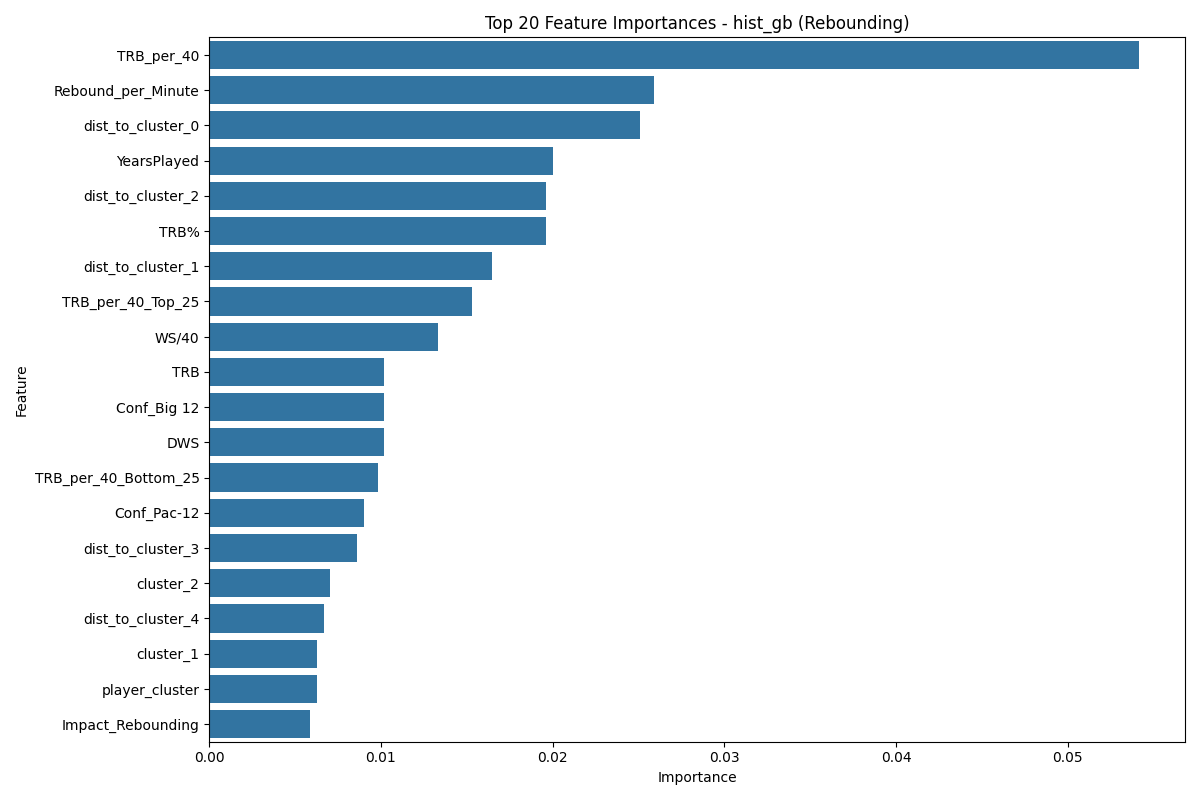 Top 20 Feature Importances - hist_gb (Rebounding)
TRB_per_40
Rebound_per_Minute
dist_to_cluster_0
YearsPlayed
dist_to_cluster_2
TRB%
dist_to_cluster_1
TRB_per_40_Top_25
WS/40
TRB
Conf_Big 12
DWS
TRB_per_40_Bottom_25
Conf_Pac-12
dist_to_cluster_3
cluster_2
dist_to_cluster_4
cluster_1
player_cluster
Impact_Rebounding
Feature
0.00 0.01 0.02 0.03 0.04 0.05
Importance